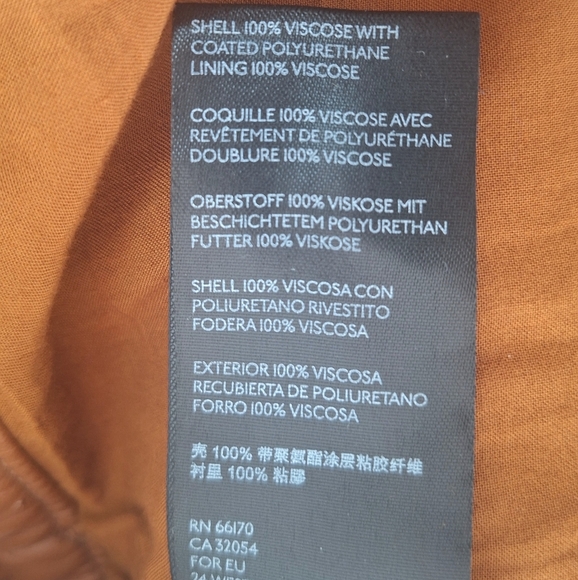 SHELL 100% VISCOSE WITH
COATED POLYURETHANE
LINING 100% VISCOSE
COQUILLE 100% VISCOSE AVEC
REVÊTEMENT DE POLYURÉTHANE
DOUBLURE 100% VISCOSE
OBERSTOFF 100% VISKOSE MIT
BESCHICHTETEM POLYURETHAN
FUTTER 100% VISKOSE
SHELL 100% VISCOSA CON
POLIURETANO RIVESTITO
FODERA 100% VISCOSA
EXTERIOR 100% VISCOSA
RECUBIERTA DE POLIURETANO
FORRO 100% VISCOSA
壳 100% 带聚氨酯涂层粘胶纤维
衬里 100% 粘膠
RN 66170
CA 32054
FOR EU
24